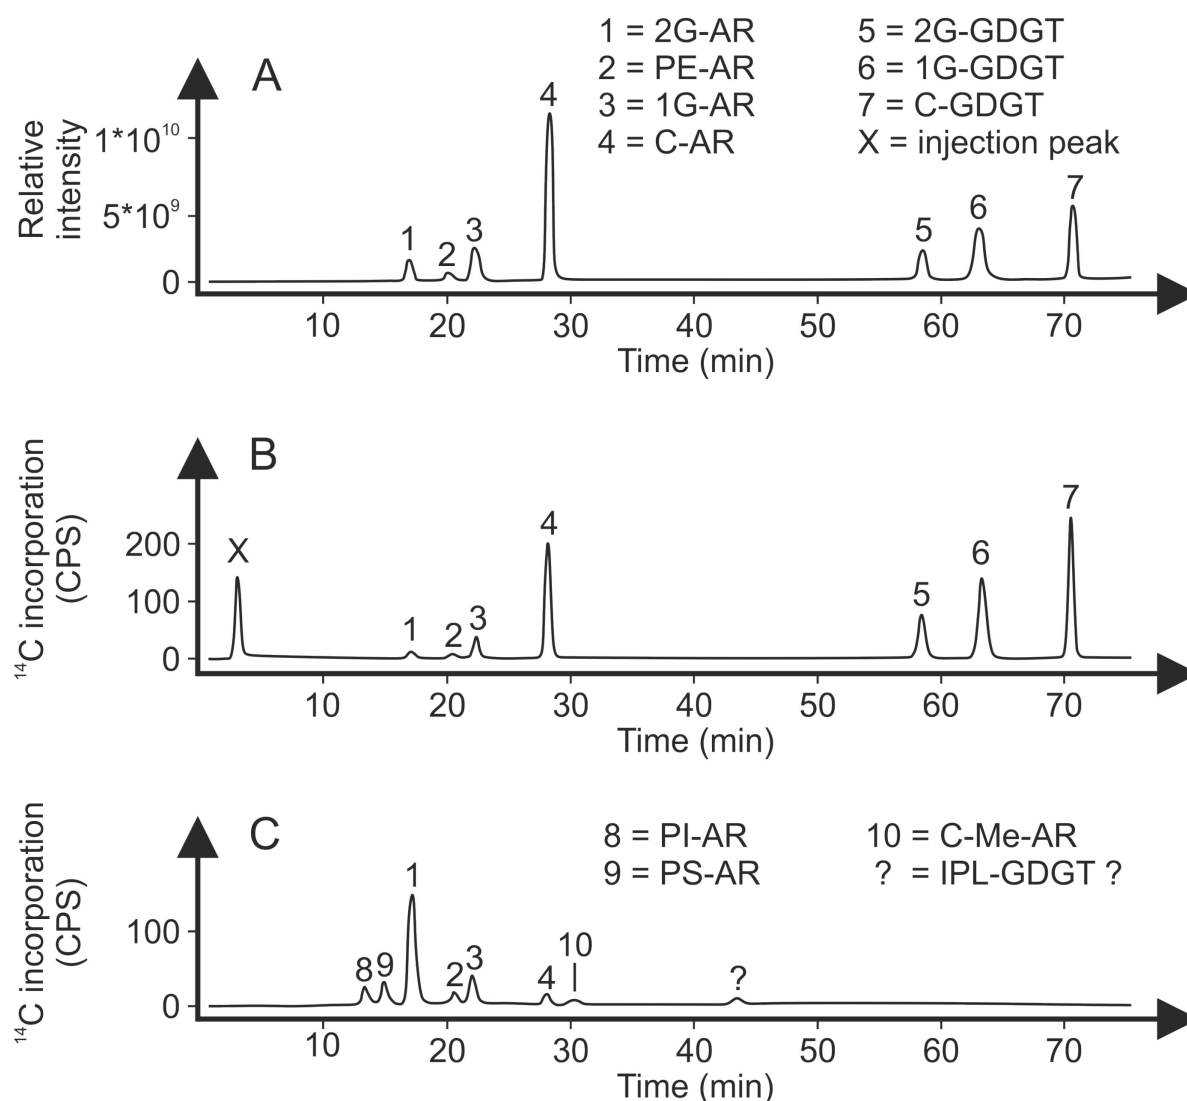 A
1 = 2G-AR
2 = PE-AR
3 = 1G-AR
4 = C-AR
5 = 2G-GDGT
6 = 1G-GDGT
7 = C-GDGT
X = injection peak
Relative
intensity
1*10¹⁰
5*10⁹
0
1
2
3
4
5
6
7
10 20 30 40 50 60 70
Time (min)
B
¹⁴C incorporation
(CPS)
200
100
0
X
1
2
3
4
5
6
7
10 20 30 40 50 60 70
Time (min)
C
8 = PI-AR
9 = PS-AR
10 = C-Me-AR
? = IPL-GDGT ?
¹⁴C incorporation
(CPS)
100
0
8
9
1
2
3
4
10
?
10 20 30 40 50 60 70
Time (min)